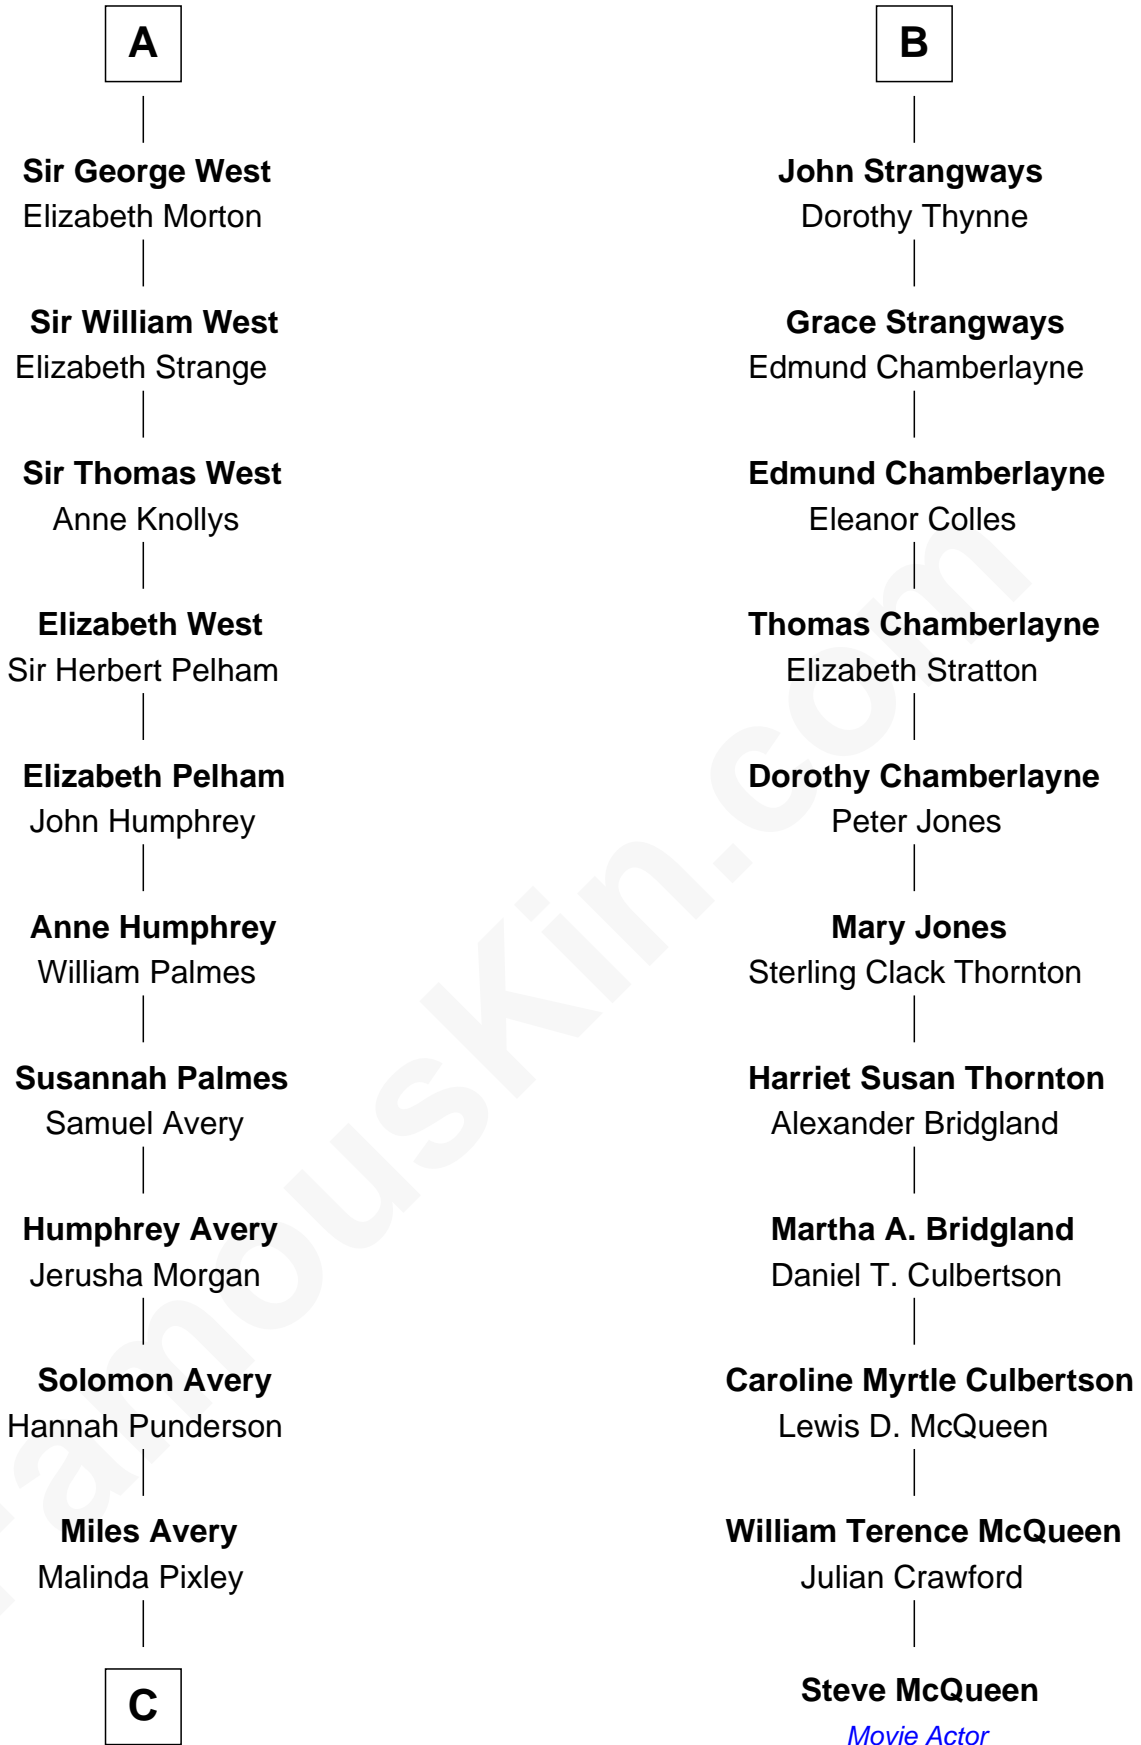 A
Sir George West
Elizabeth Morton
Sir William West
Elizabeth Strange
Sir Thomas West
Anne Knollys
Elizabeth West
Sir Herbert Pelham
Elizabeth Pelham
John Humphrey
Anne Humphrey
William Palmes
Susannah Palmes
Samuel Avery
Humphrey Avery
Jerusha Morgan
Solomon Avery
Hannah Punderson
Miles Avery
Malinda Pixley
C
B
John Strangways
Dorothy Thynne
Grace Strangways
Edmund Chamberlayne
Edmund Chamberlayne
Eleanor Colles
Thomas Chamberlayne
Elizabeth Stratton
Dorothy Chamberlayne
Peter Jones
Mary Jones
Sterling Clack Thornton
Harriet Susan Thornton
Alexander Bridgland
Martha A. Bridgland
Daniel T. Culbertson
Caroline Myrtle Culbertson
Lewis D. McQueen
William Terence McQueen
Julian Crawford
Steve McQueen
Movie Actor
FamousKin.com